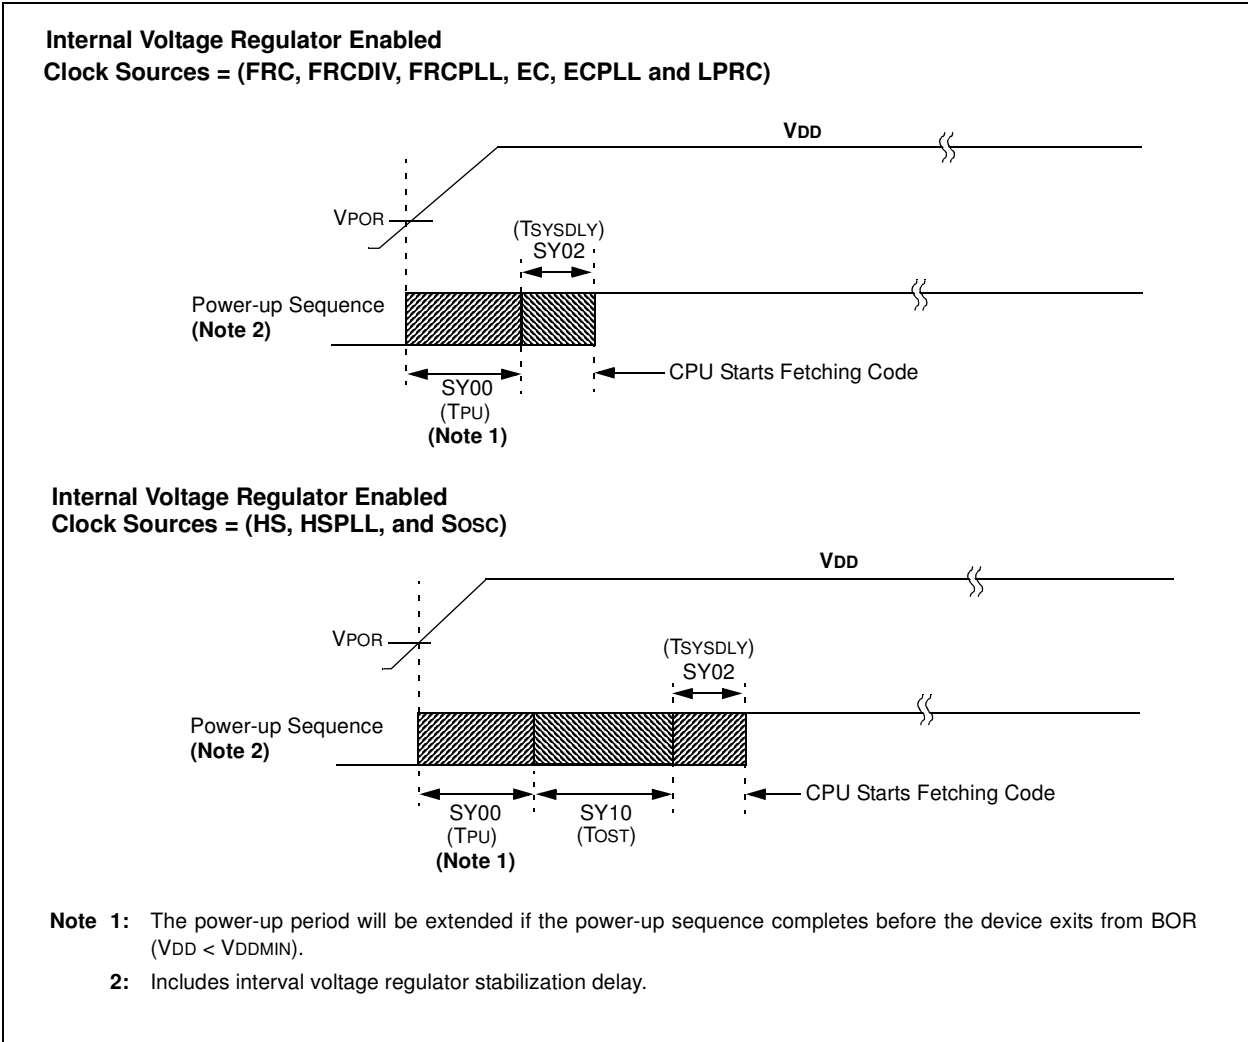 Internal Voltage Regulator Enabled
Clock Sources = (FRC, FRCDIV, FRCPLL, EC, ECPLL and LPRC)
VDD
VPOR
(TSYSDLY)
SY02
Power-up Sequence
(Note 2)
CPU Starts Fetching Code
SY00
(TPU)
(Note 1)
Internal Voltage Regulator Enabled
Clock Sources = (HS, HSPLL, and SOSC)
VDD
VPOR
(TSYSDLY)
SY02
Power-up Sequence
(Note 2)
CPU Starts Fetching Code
SY00
SY10
(TPU)
(TOST)
(Note 1)
Note 1: The power-up period will be extended if the power-up sequence completes before the device exits from BOR
(VDD < VDDMIN).
2: Includes interval voltage regulator stabilization delay.